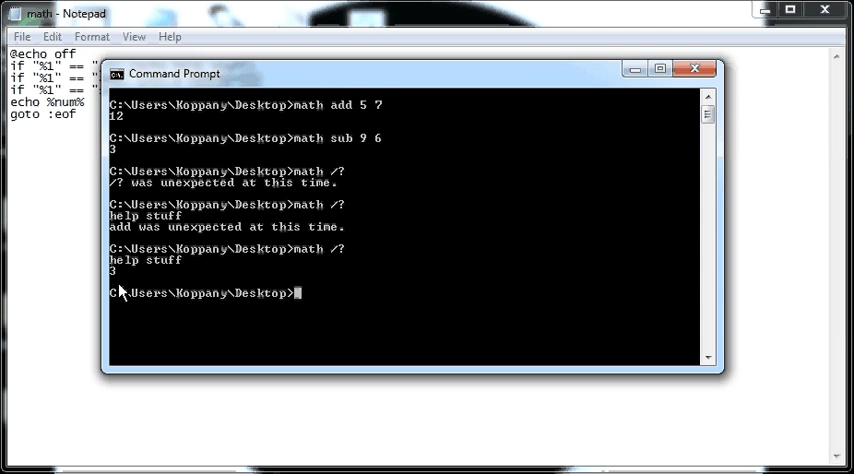 math - Notepad
File Edit Format View Help
@echo off
if "%1" == "
if "%1" == "
if "%1" == "
echo %num%
goto :eof
Command Prompt
C:\Users\Koppany\Desktop>math add 5 7
12
C:\Users\Koppany\Desktop>math sub 9 6
3
C:\Users\Koppany\Desktop>math /?
/? was unexpected at this time.
C:\Users\Koppany\Desktop>math /?
help stuff
add was unexpected at this time.
C:\Users\Koppany\Desktop>math /?
help stuff
3
C:\Users\Koppany\Desktop>